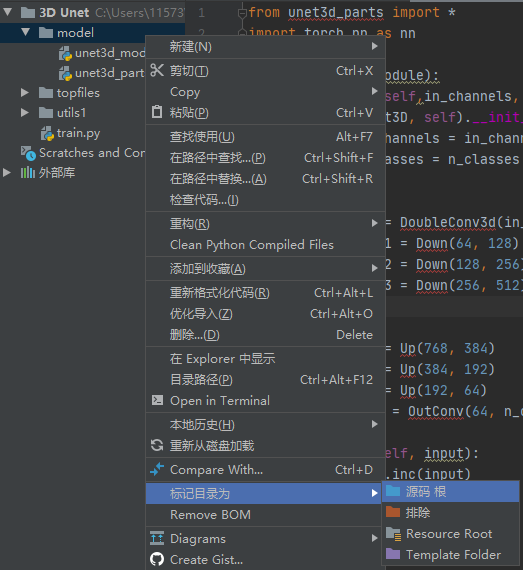 3D Unet C:\Users\11573
model
unet3d_mod
unet3d_part
topfiles
utils1
train.py
Scratches and Con
外部库
1
2
from unet3d_parts import *
import torch.nn as nn
odule):
self,in_channels,
t3D, self).__init_
hannels = in_chan
asses = n_classes
= DoubleConv3d(in_
1 = Down(64, 128)
2 = Down(128, 256)
3 = Down(256, 512)
= Up(768, 384)
= Up(384, 192)
= Up(192, 64)
= OutConv(64, n_c
elf, input):
.inc(input)
新建(N)
剪切(T) Ctrl+X
Copy
粘贴(P) Ctrl+V
查找使用(U) Alt+F7
在路径中查找...(P) Ctrl+Shift+F
在路径中替换...(A) Ctrl+Shift+R
检查代码...(I)
重构(R)
Clean Python Compiled Files
添加到收藏(A)
重新格式化代码(R) Ctrl+Alt+L
优化导入(Z) Ctrl+Alt+O
删除...(D) Delete
在 Explorer 中显示
目录路径(P) Ctrl+Alt+F12
Open in Terminal
本地历史(H)
重新从磁盘加载
Compare With... Ctrl+D
标记目录为
Remove BOM
Diagrams
Create Gist...
源码 根
排除
Resource Root
Template Folder